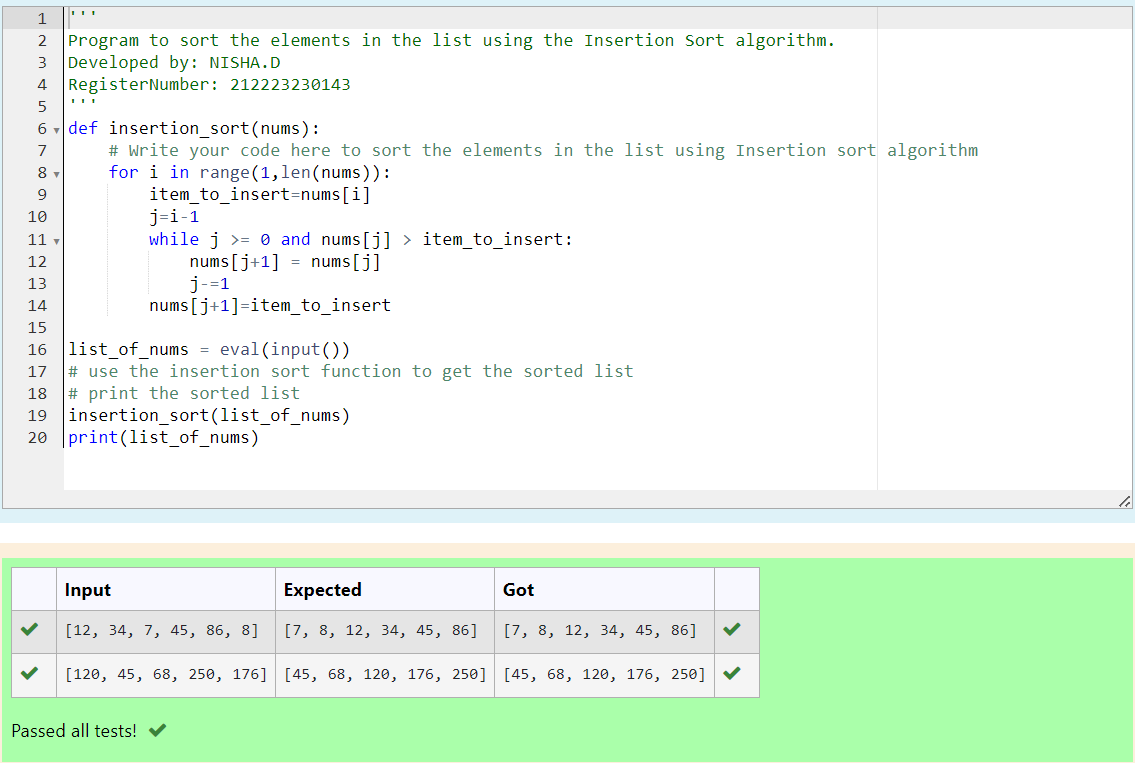 1 '''
2 Program to sort the elements in the list using the Insertion Sort algorithm.
3 Developed by: NISHA.D
4 RegisterNumber: 212223230143
5 '''
6 def insertion_sort(nums):
7     # Write your code here to sort the elements in the list using Insertion sort algorithm
8     for i in range(1,len(nums)):
9         item_to_insert=nums[i]
10         j=i-1
11         while j >= 0 and nums[j] > item_to_insert:
12             nums[j+1] = nums[j]
13             j-=1
14         nums[j+1]=item_to_insert
15
16 list_of_nums = eval(input())
17 # use the insertion sort function to get the sorted list
18 # print the sorted list
19 insertion_sort(list_of_nums)
20 print(list_of_nums)
Input Expected Got
[12, 34, 7, 45, 86, 8] [7, 8, 12, 34, 45, 86] [7, 8, 12, 34, 45, 86]
[120, 45, 68, 250, 176] [45, 68, 120, 176, 250] [45, 68, 120, 176, 250]
Passed all tests!